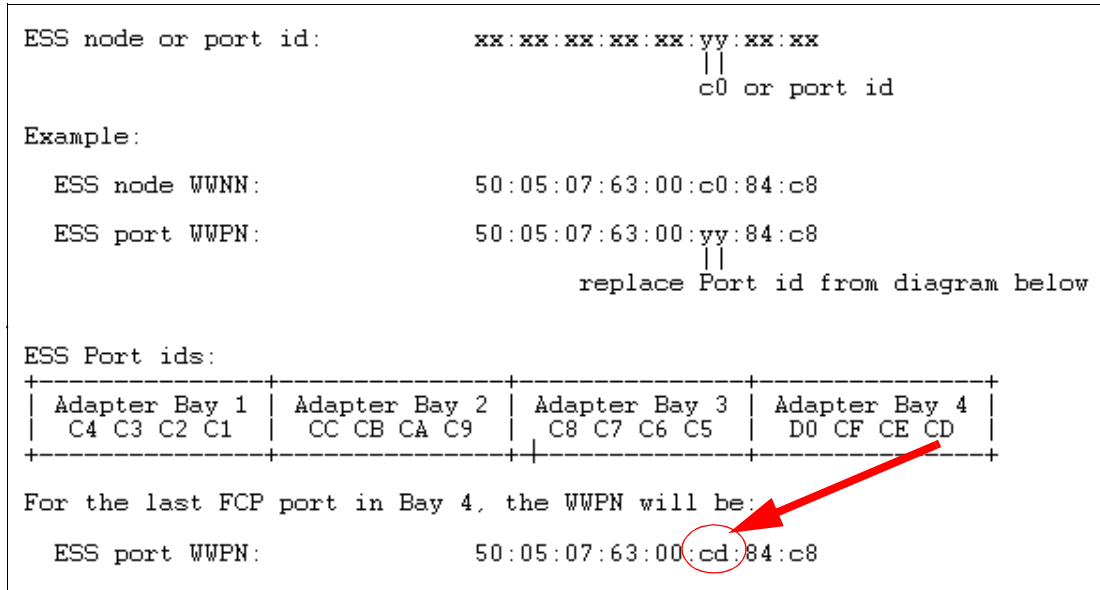 ESS node or port id: xx:xx:xx:xx:xx:yy:xx:xx
||
c0 or port id
Example:
ESS node WWNN: 50:05:07:63:00:c0:84:c8
ESS port WWPN: 50:05:07:63:00:yy:84:c8
||
replace Port id from diagram below
ESS Port ids:
+---------------+---------------+---------------+---------------+
| Adapter Bay 1 | Adapter Bay 2 | Adapter Bay 3 | Adapter Bay 4 |
| C4 C3 C2 C1 | CC CB CA C9 | C8 C7 C6 C5 | D0 CF CE CD |
+---------------+---------------+---------------+---------------+
For the last FCP port in Bay 4, the WWPN will be:
ESS port WWPN: 50:05:07:63:00:cd:84:c8